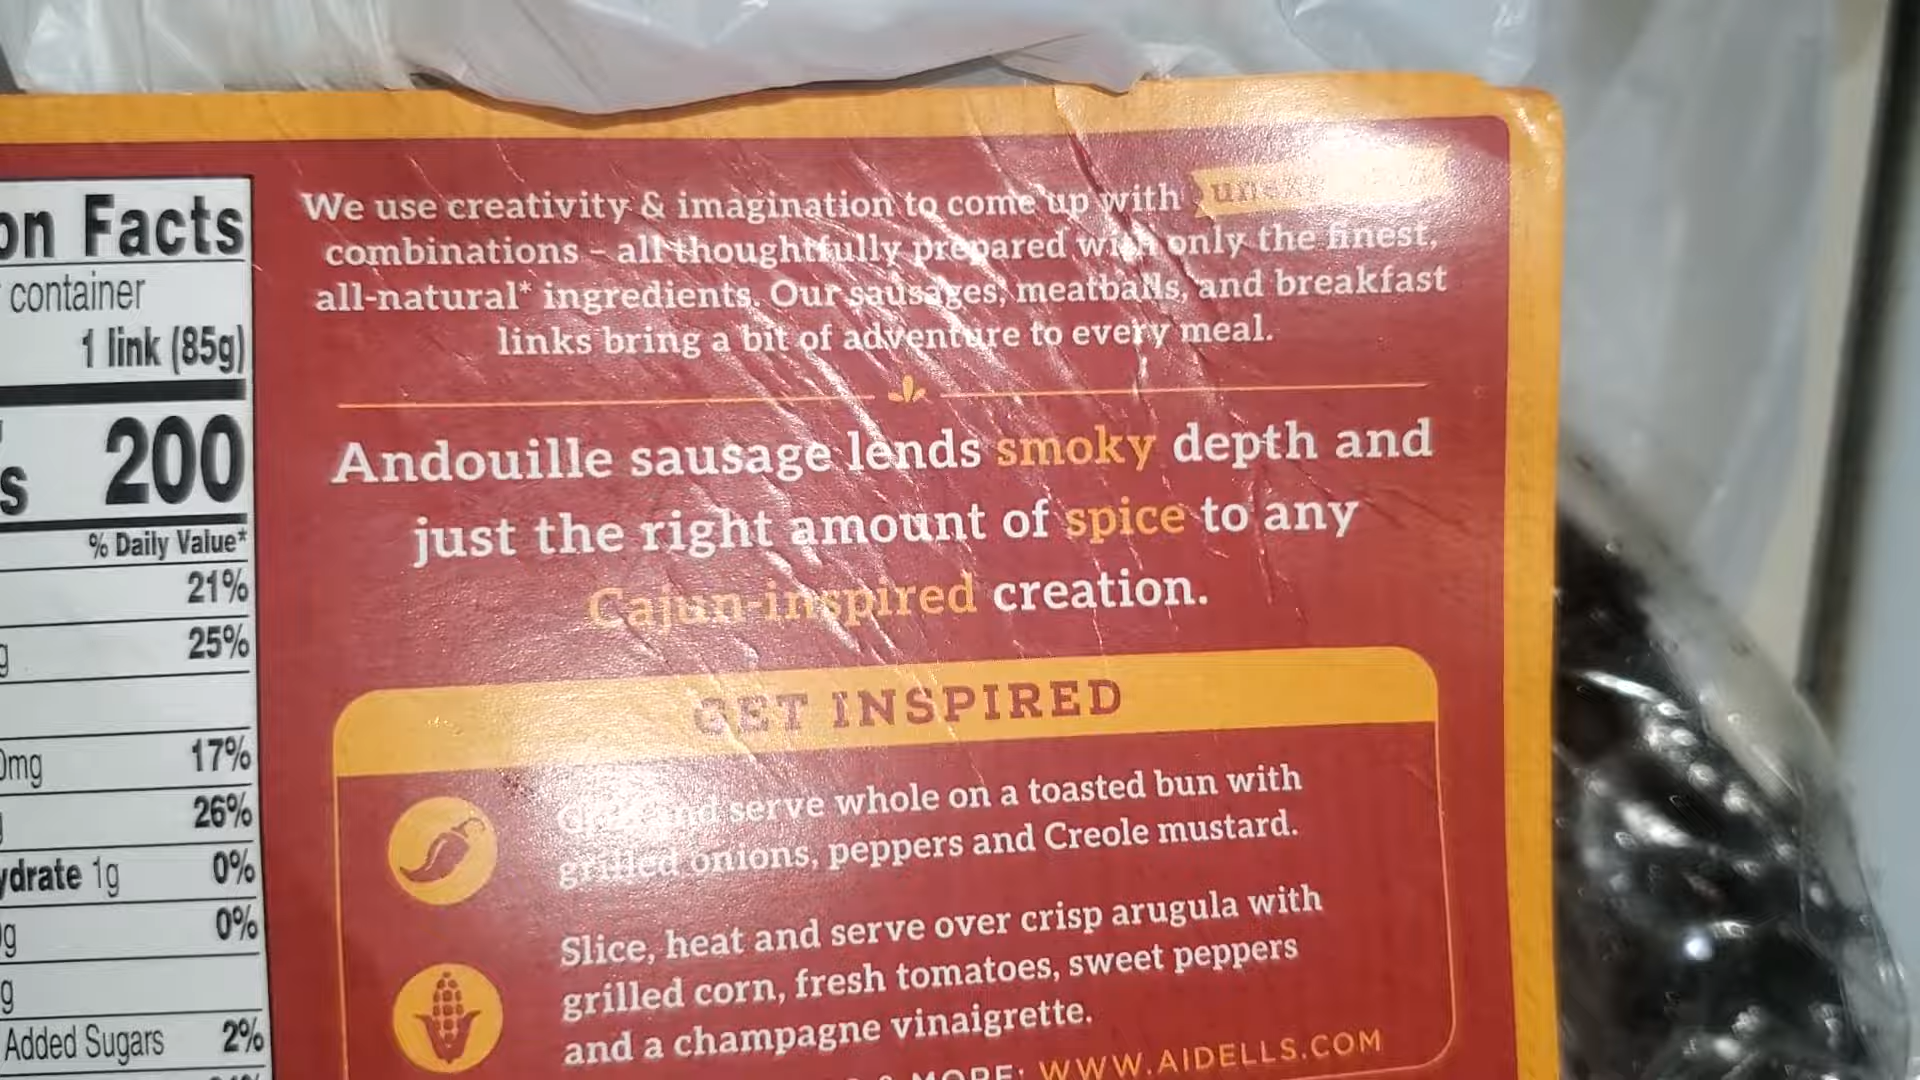 on Facts
container
1 link (85g)
s 200
% Daily Value*
21%
g 25%
0mg 17%
26%
ydrate 1g 0%
0g 0%
g
Added Sugars 2%
We use creativity & imagination to come up with
combinations – all thoughtfully prepared with only the finest,
all-natural* ingredients. Our sausages, meatballs, and breakfast
links bring a bit of adventure to every meal.
Andouille sausage lends smoky depth and
just the right amount of spice to any
Cajun-inspired creation.
GET INSPIRED
and serve whole on a toasted bun with
grilled onions, peppers and Creole mustard.
Slice, heat and serve over crisp arugula with
grilled corn, fresh tomatoes, sweet peppers
and a champagne vinaigrette.
& MORE: WWW.AIDELLS.COM